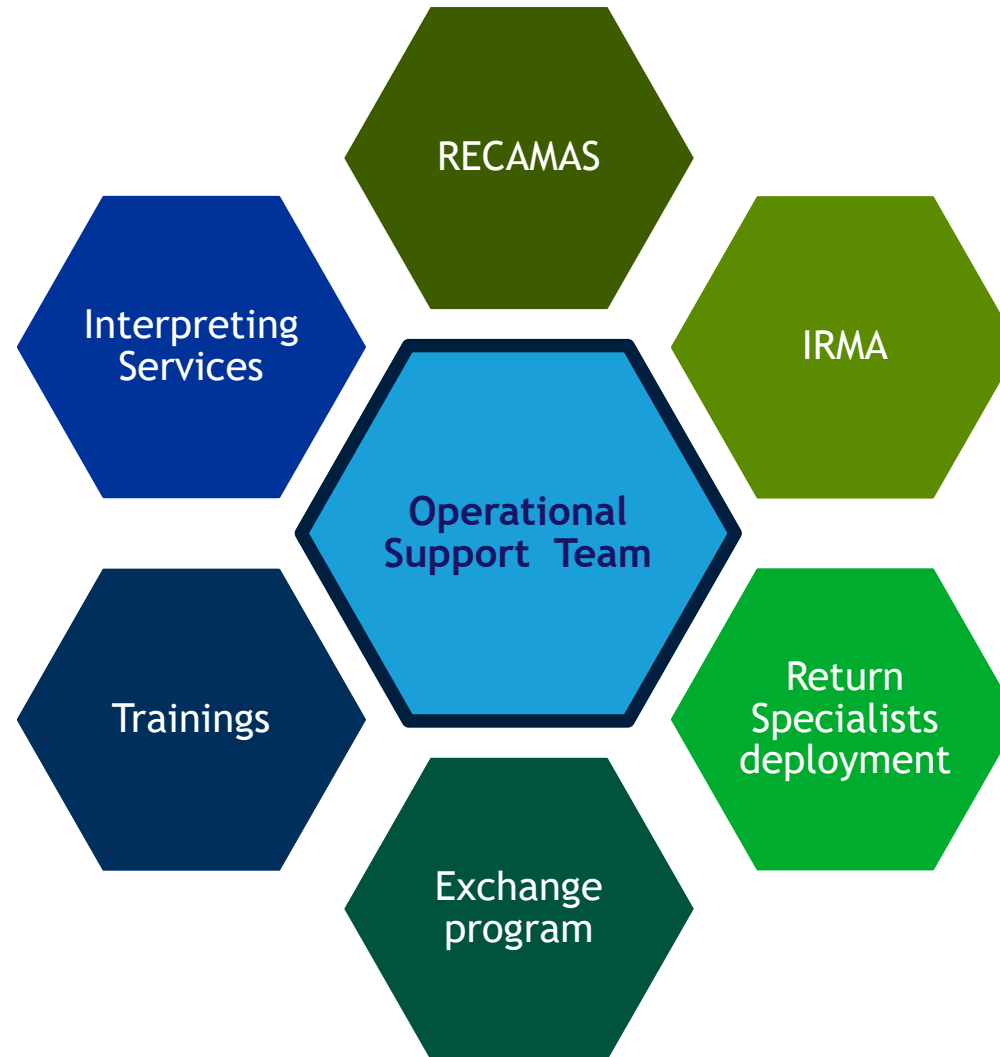 RECAMAS
IRMA
Return
Specialists
deployment
Exchange
program
Trainings
Interpreting
Services
Operational
Support  Team